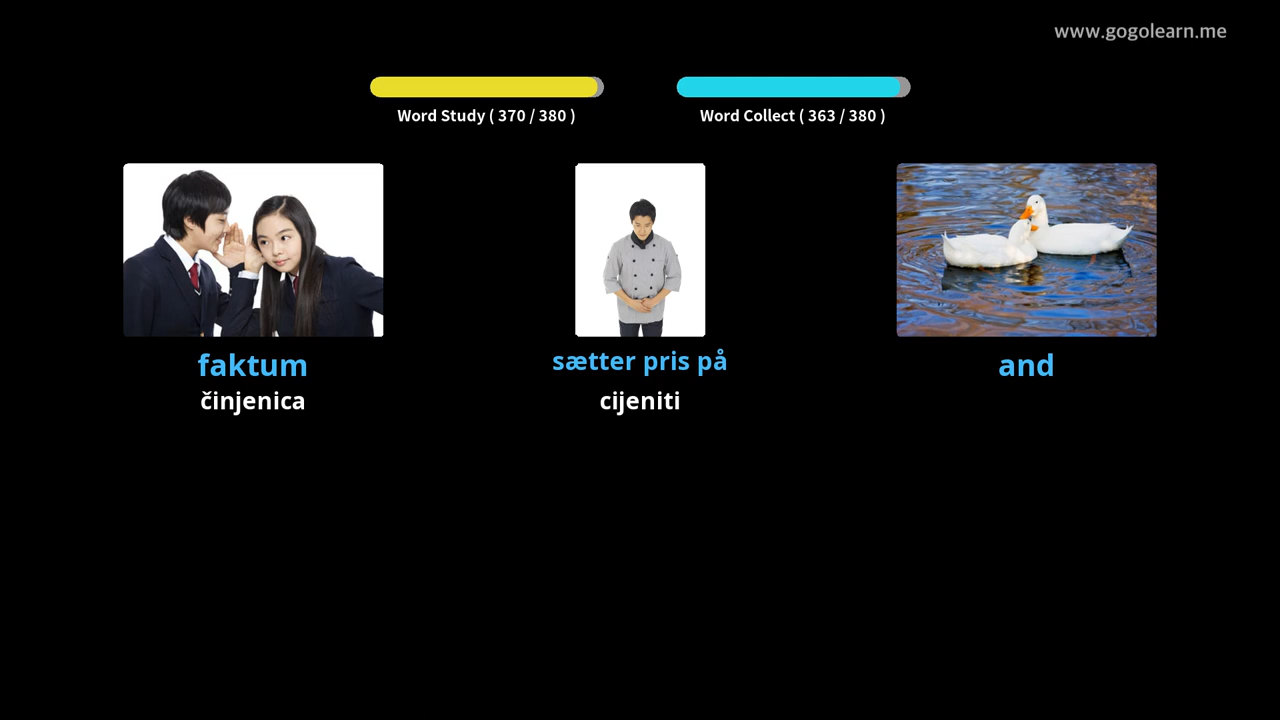 www.gogolearn.me
Word Study ( 370 / 380 )
Word Collect ( 363 / 380 )
faktum
sætter pris på
and
činjenica
cijeniti